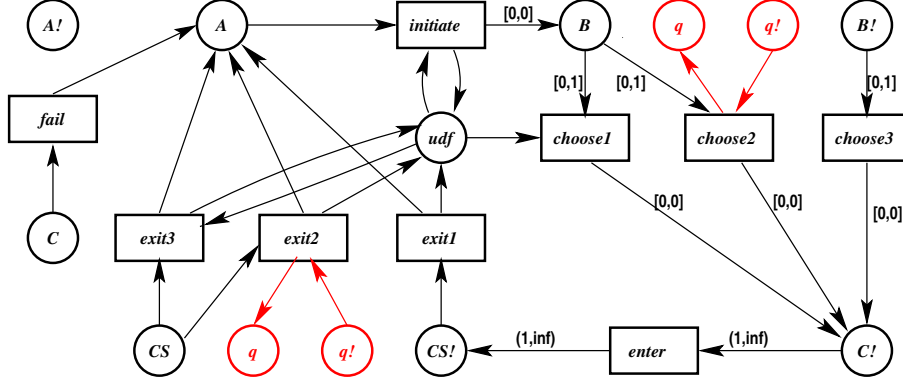 A!
A
initiate
[0,0]
B
q
q!
B!
[0,1]
[0,1]
[0,1]
fail
udf
choose1
choose2
choose3
[0,0]
[0,0]
[0,0]
C
exit3
exit2
exit1
CS
q
q!
CS!
(1,inf)
enter
(1,inf)
C!